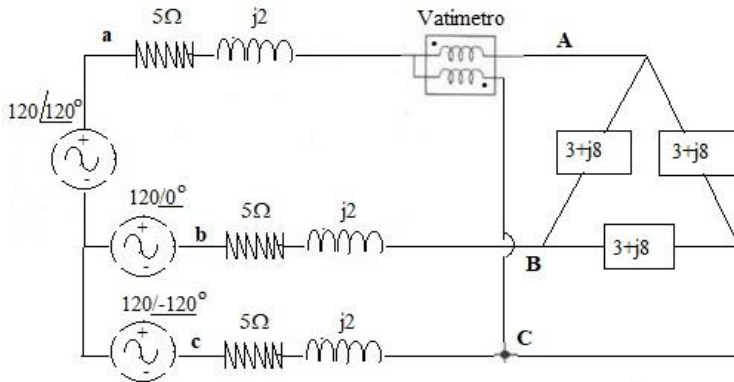 Vatimetro
a
5Ω
j2
A
120/120°
3+j8
3+j8
120/0°
b
5Ω
j2
B
3+j8
120/-120°
c
5Ω
j2
C